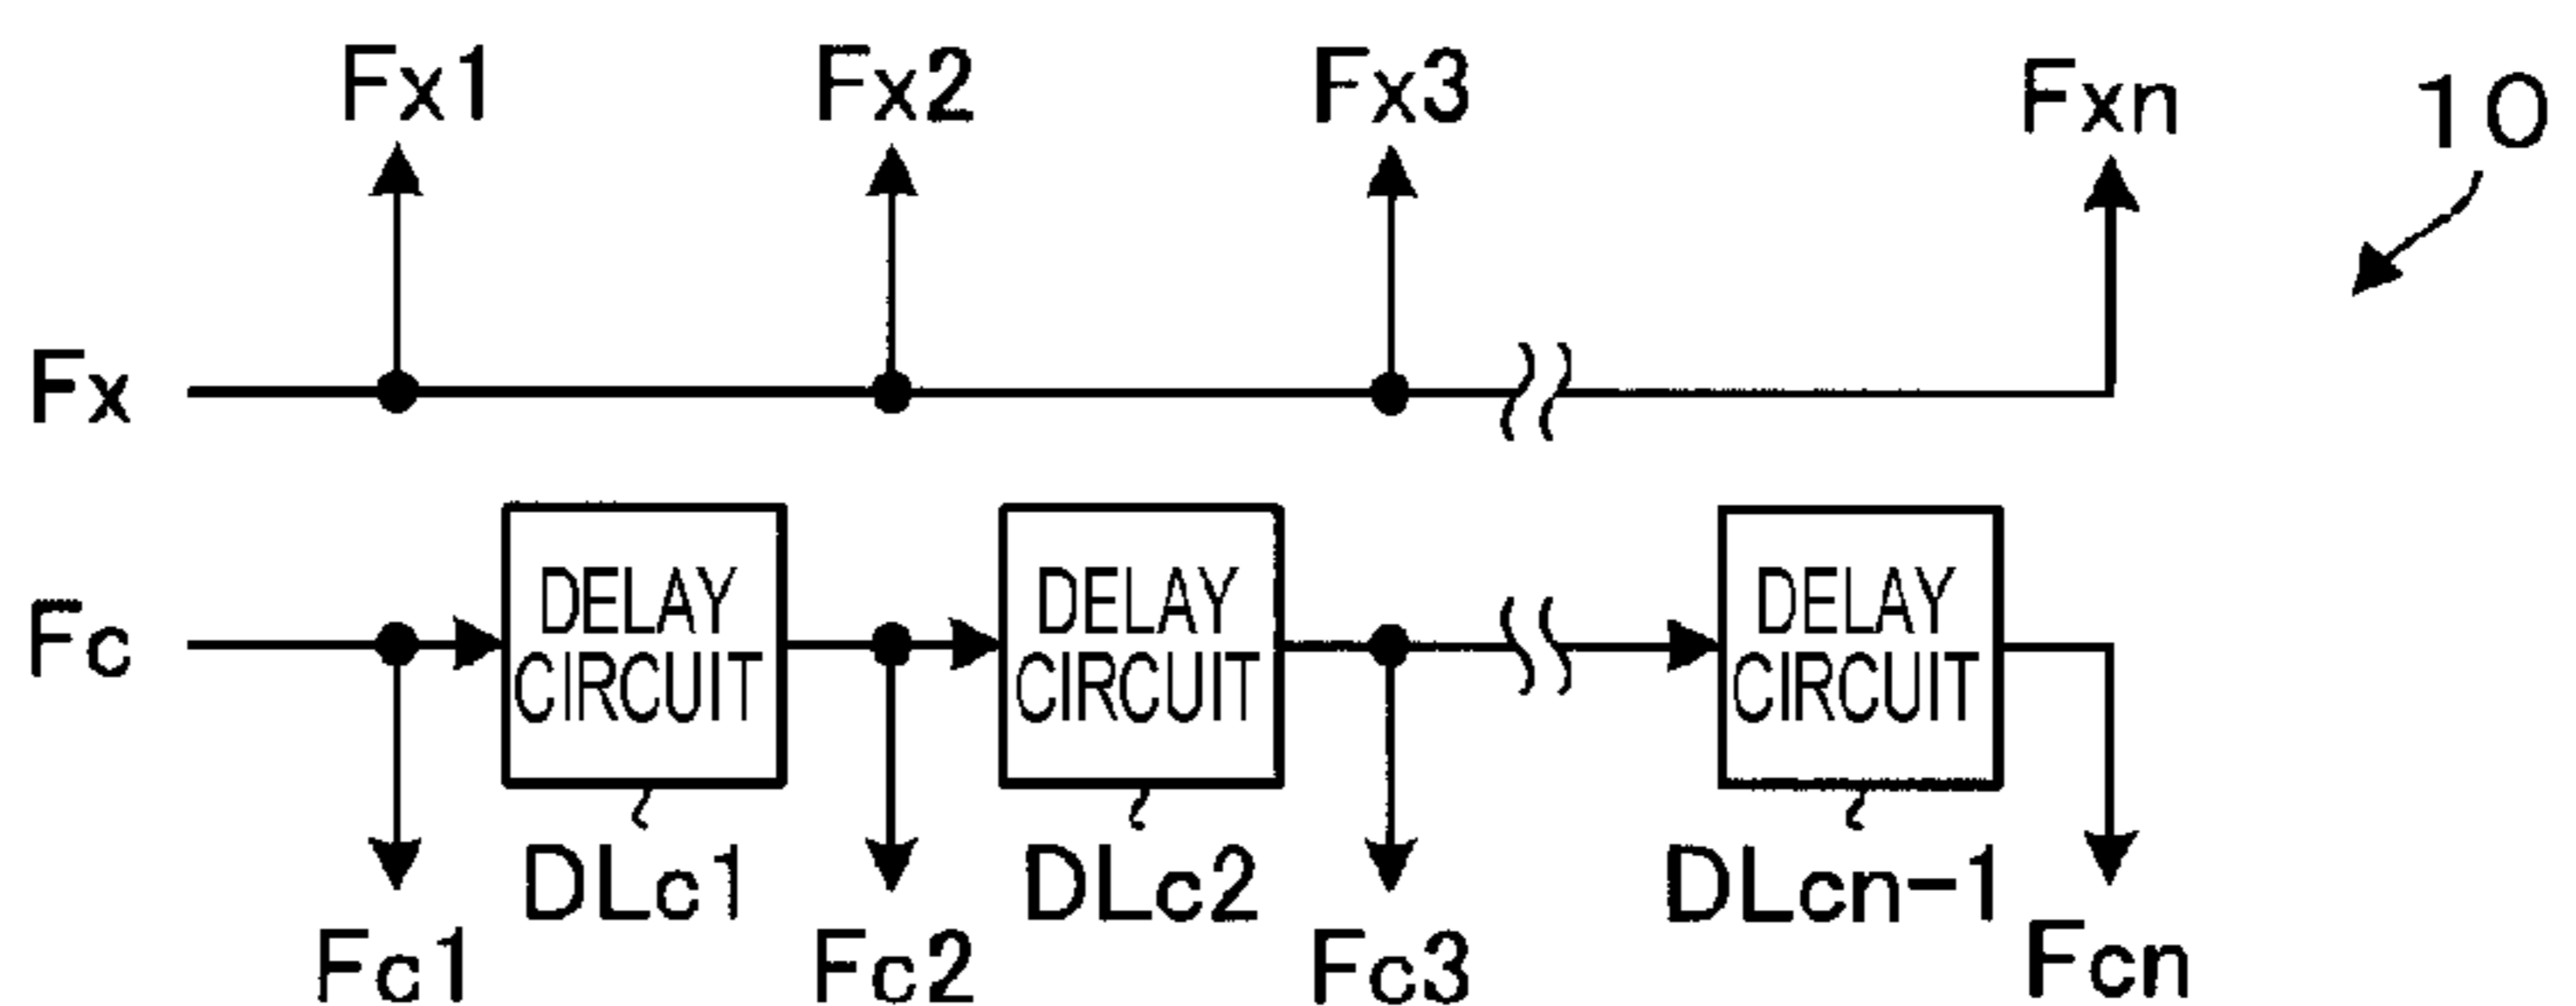 Fx1 Fx2 Fx3 Fxn 10
Fx
Fc
DELAY CIRCUIT
DELAY CIRCUIT
DELAY CIRCUIT
DLc1 DLc2 DLcn-1
Fc1 Fc2 Fc3 Fcn